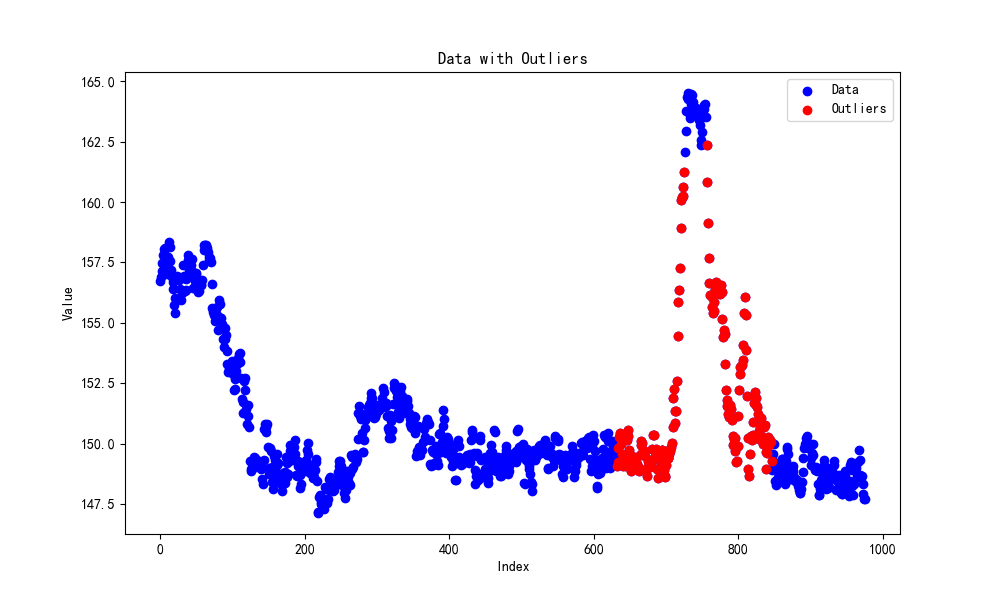 Data with Outliers
Data
Outliers
165.0
162.5
160.0
157.5
155.0
152.5
150.0
147.5
Value
0 200 400 600 800 1000
Index